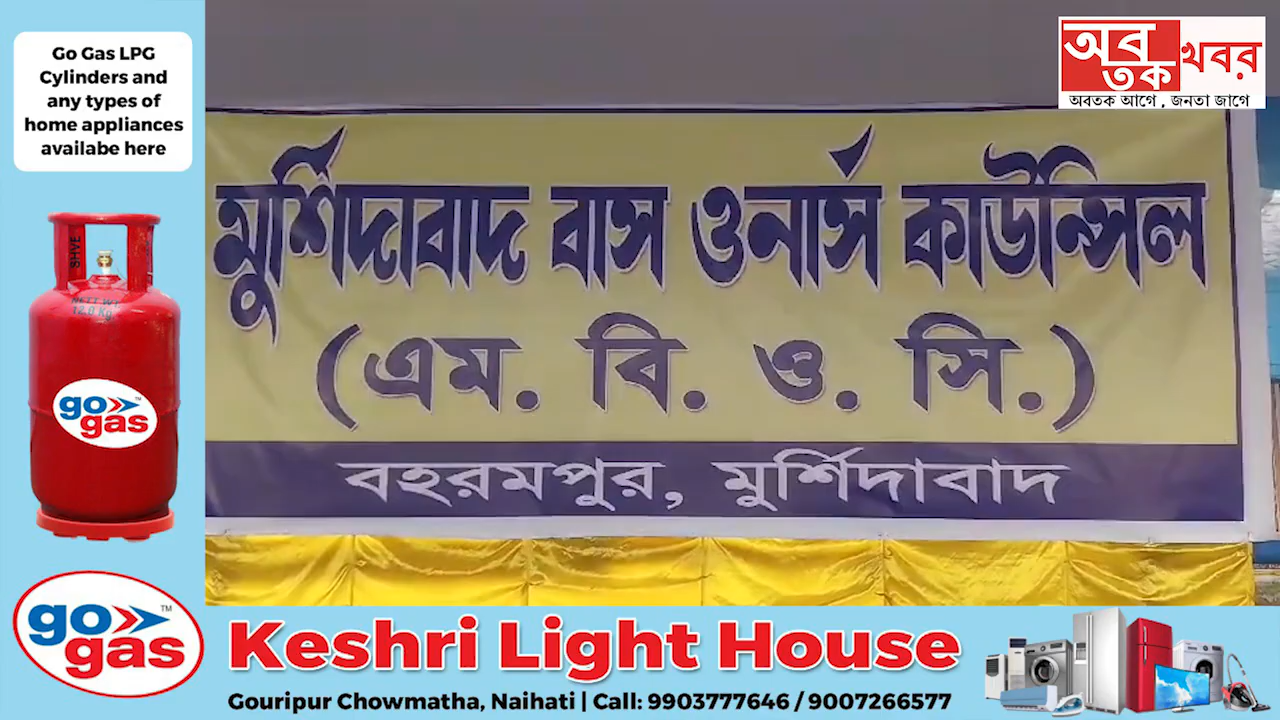 Go Gas LPG
Cylinders and
any types of
home appliances
availabe here
SHVE
NETT WT.
12.0 Kg
go
gas
অব
তক
খবর
অবতক আগে , জনতা জাগে
মুর্শিদাবাদ বাস ওনার্স কাউন্সিল
(এম. বি. ও. সি.)
বহরমপুর, মুর্শিদাবাদ
go TM
gas
Keshri Light House
Gouripur Chowmatha, Naihati | Call: 9903777646 / 9007266577